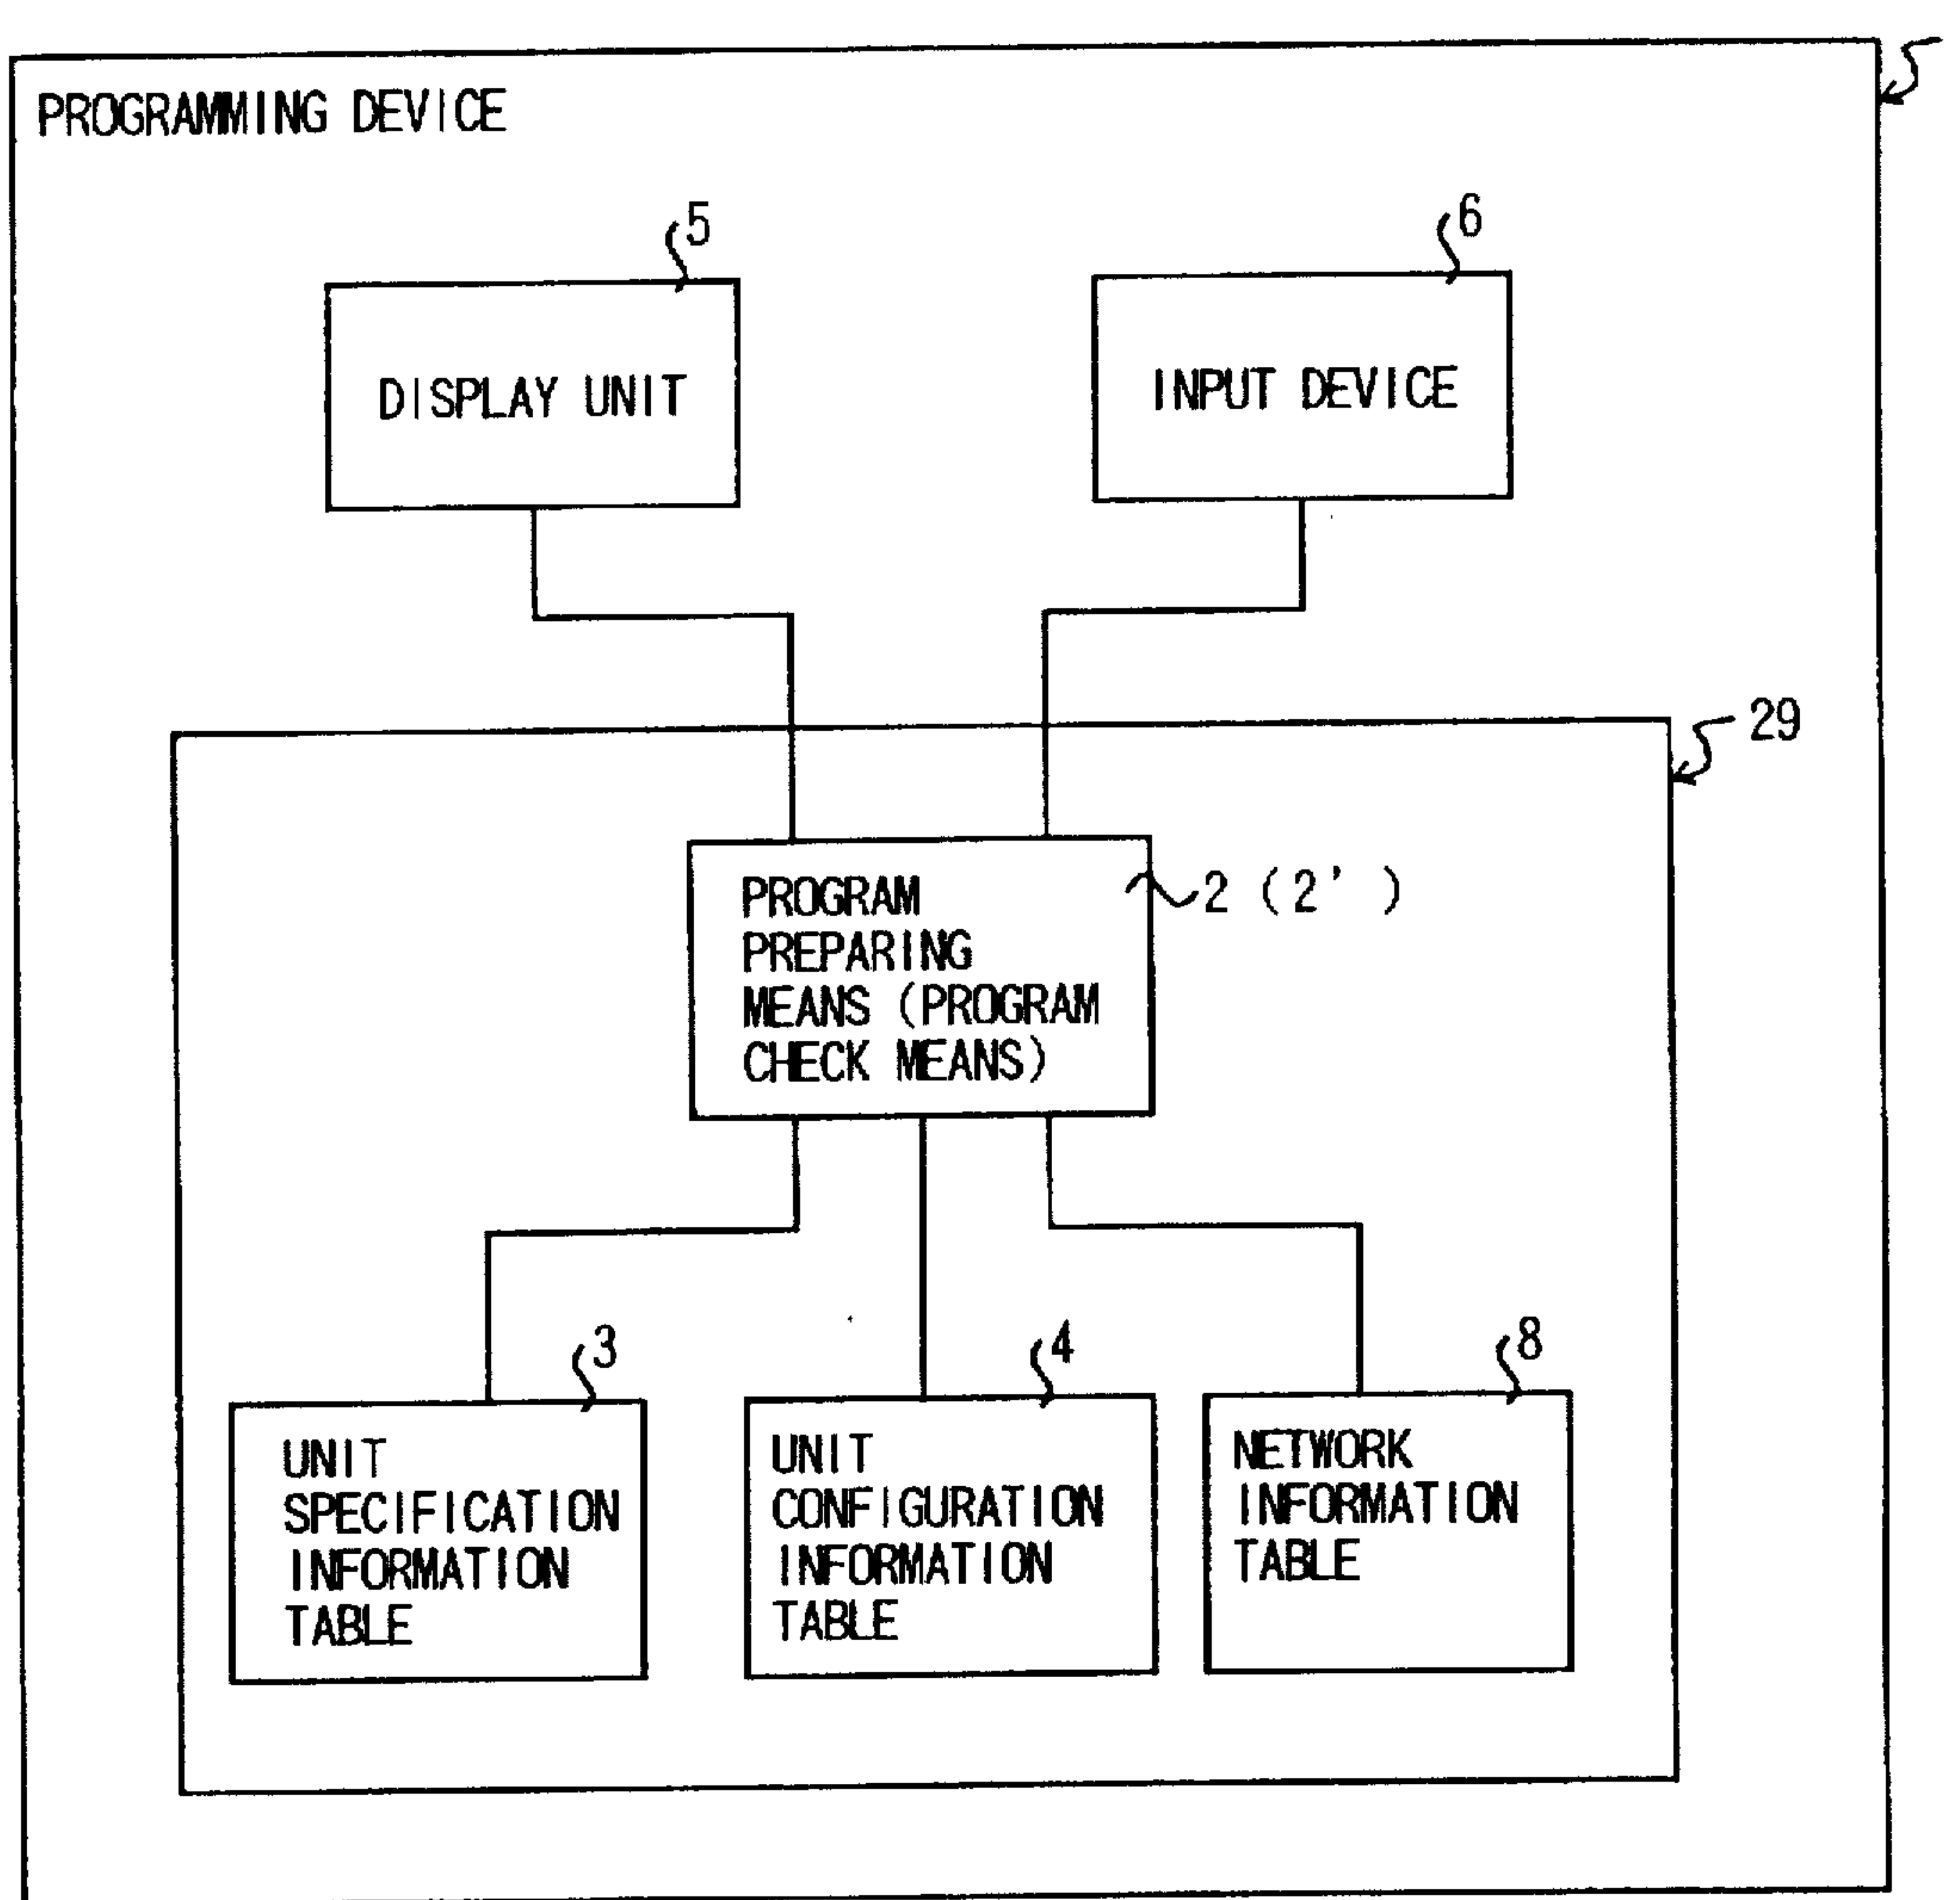 PROGRAMMING DEVICE
5
6
DISPLAY UNIT
INPUT DEVICE
29
2 (2' )
PROGRAM
PREPARING
MEANS (PROGRAM
CHECK MEANS)
3
4
8
UNIT
SPECIFICATION
INFORMATION
TABLE
UNIT
CONFIGURATION
INFORMATION
TABLE
NETWORK
INFORMATION
TABLE